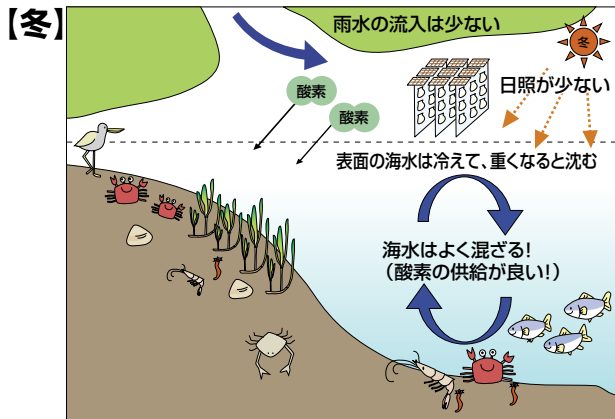 【冬】
雨水の流入は少ない
冬
日照が少ない
酸素
酸素
表面の海水は冷えて、重くなると沈む
海水はよく混ざる!
(酸素の供給が良い!)